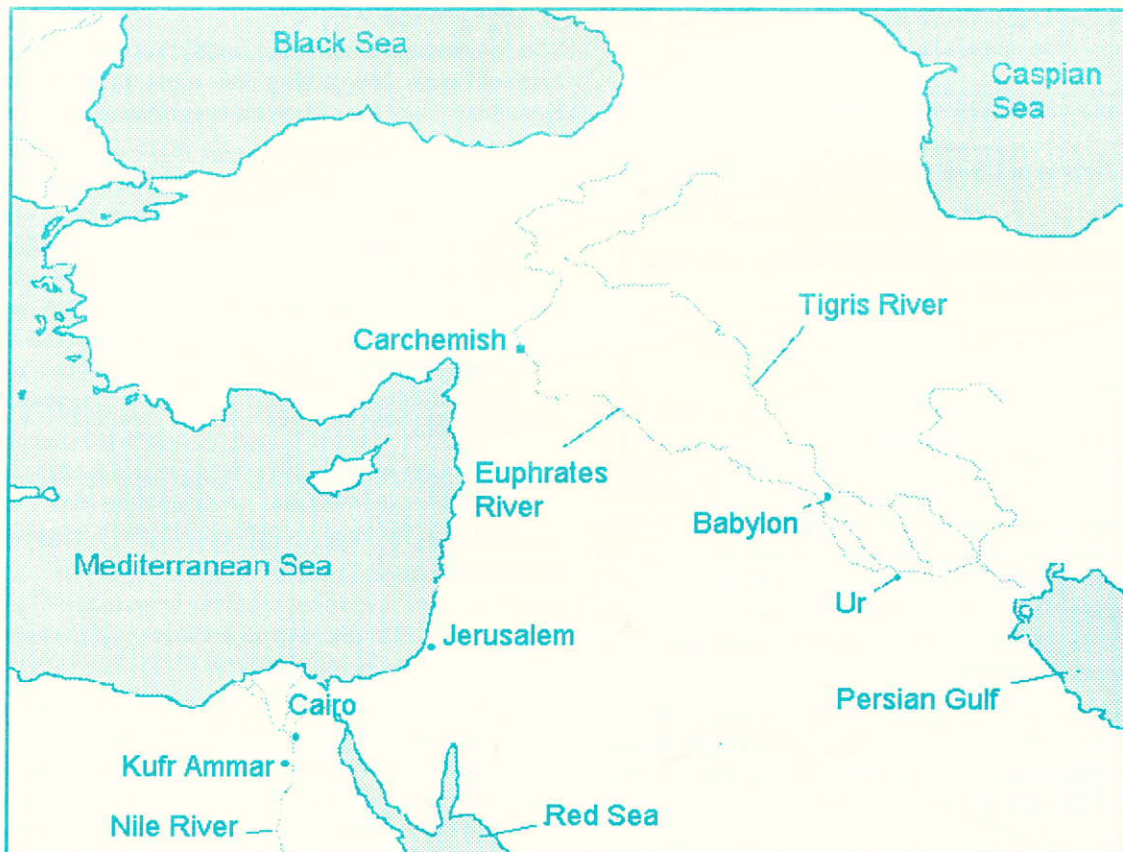 Black Sea
Caspian
Sea
Tigris River
Carchemish
Euphrates
River
Babylon
Mediterranean Sea
Ur
Jerusalem
Persian Gulf
Cairo
Kufr Ammar
Red Sea
Nile River